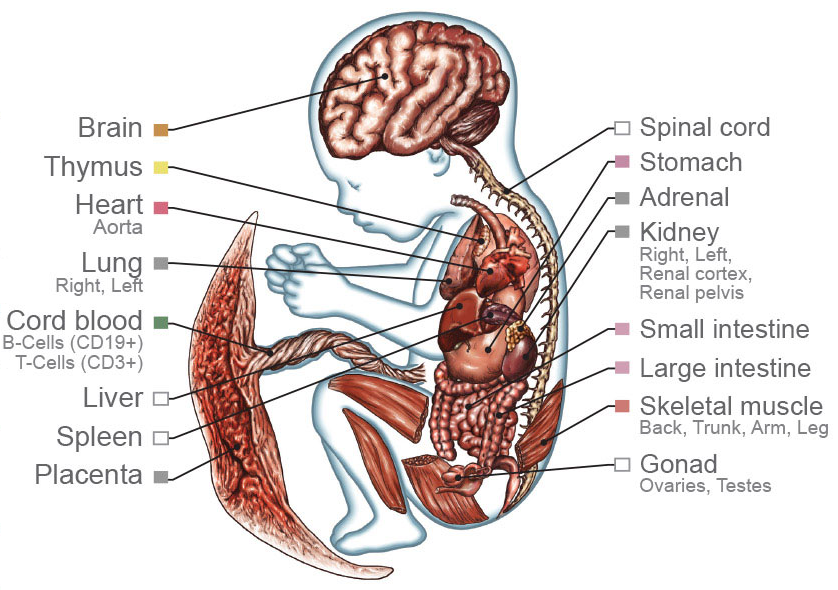 Brain
Thymus
Heart
Aorta
Lung
Right, Left
Cord blood
B-Cells (CD19+)
T-Cells (CD3+)
Liver
Spleen
Placenta
Spinal cord
Stomach
Adrenal
Kidney
Right, Left,
Renal cortex,
Renal pelvis
Small intestine
Large intestine
Skeletal muscle
Back, Trunk, Arm, Leg
Gonad
Ovaries, Testes